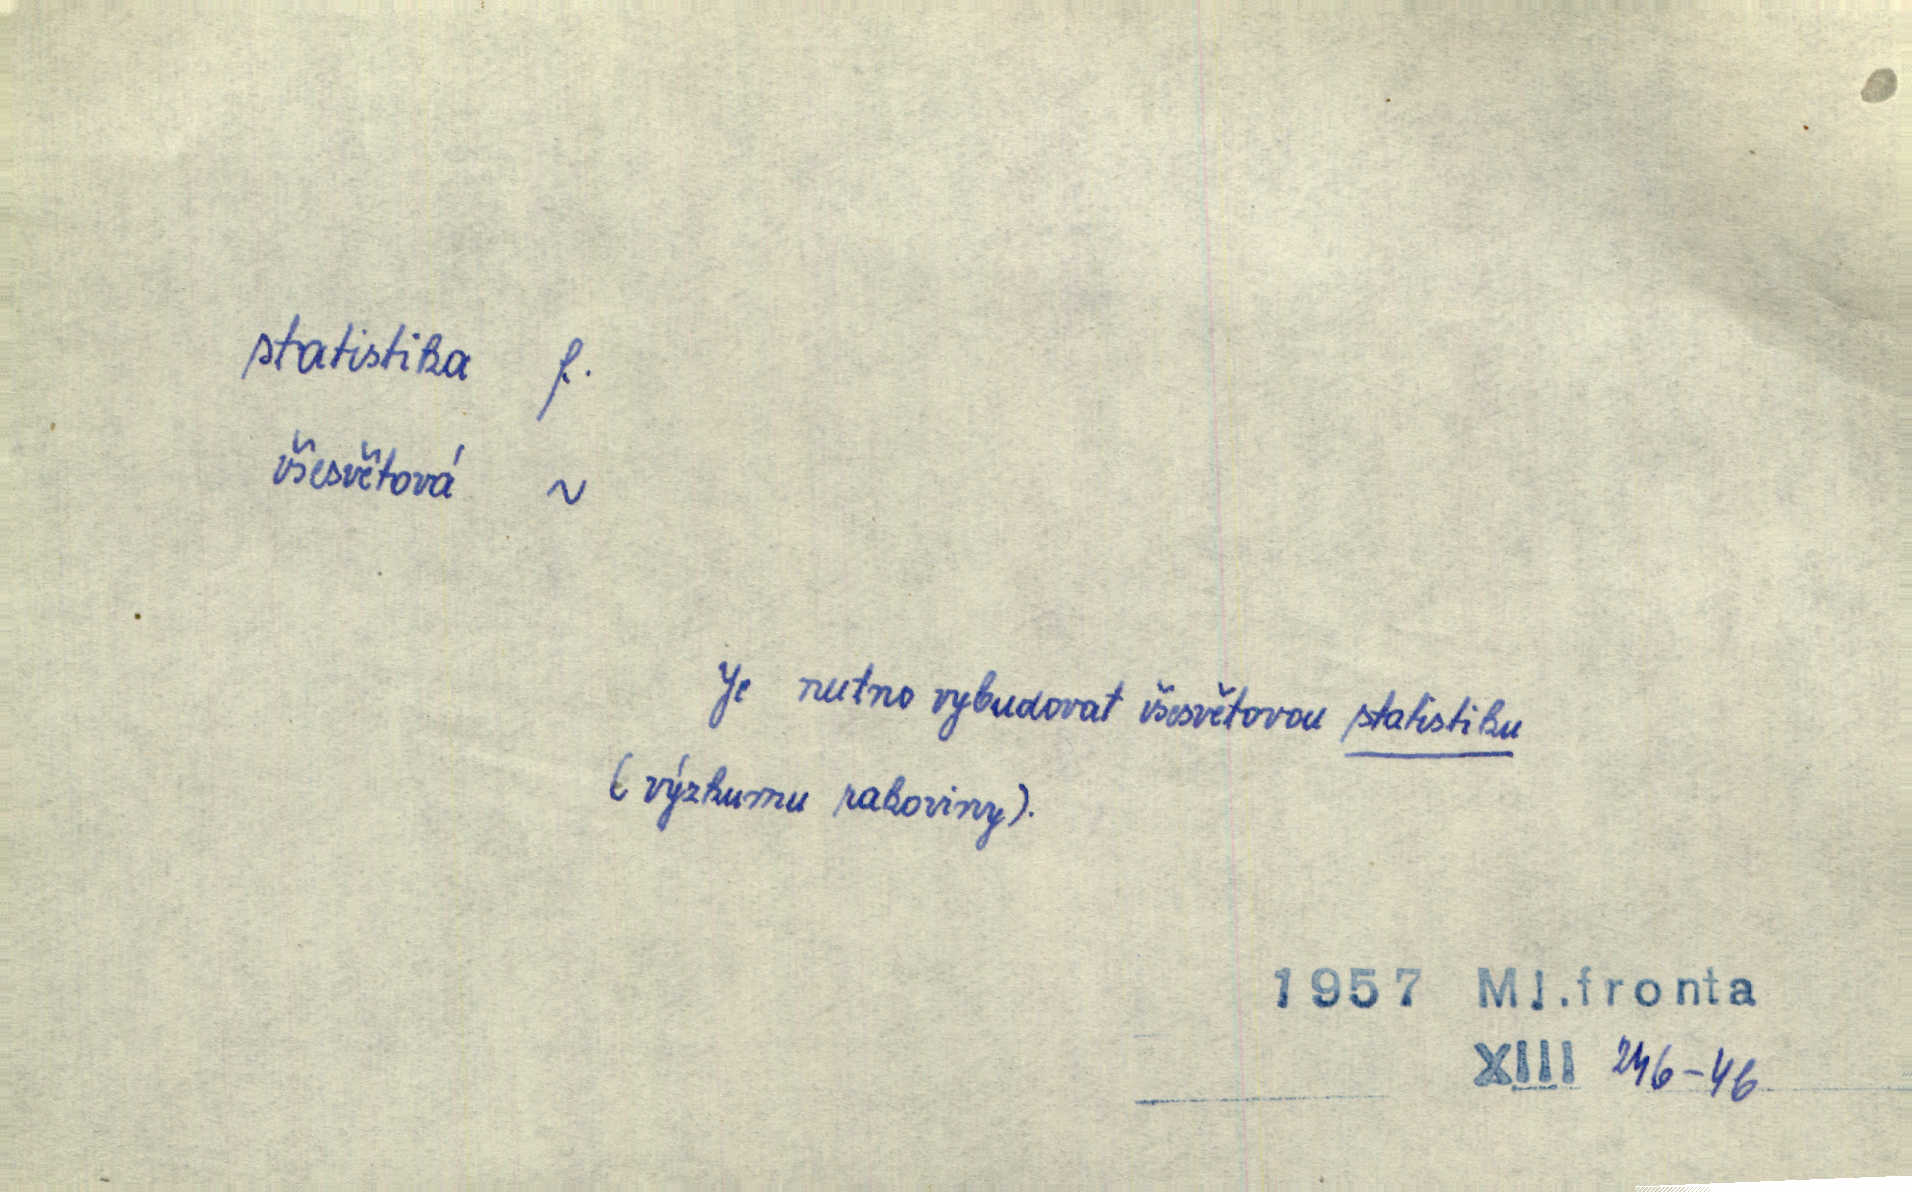 statistika f.
všesvětová ~
Je nutno vybudovat všesvětovou statistiku
(výzkumu rakoviny).
1957 Ml.fronta
XIII 246-46